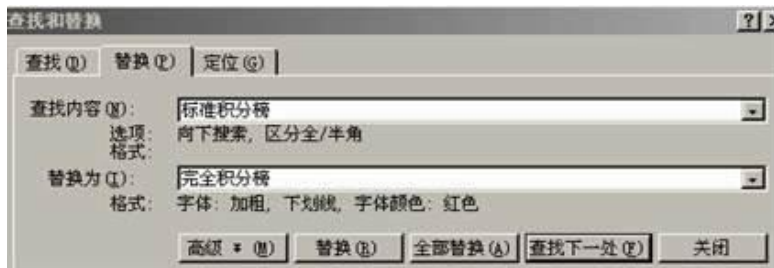 查找和替换
查找(D) 替换(P) 定位(G)
查找内容(N): 标准积分榜
选项: 向下搜索, 区分全/半角
格式:
替换为(I): 完全积分榜
格式: 字体: 加粗, 下划线, 字体颜色: 红色
高级 ¥ (M) 替换(R) 全部替换(A) 查找下一处(F) 关闭